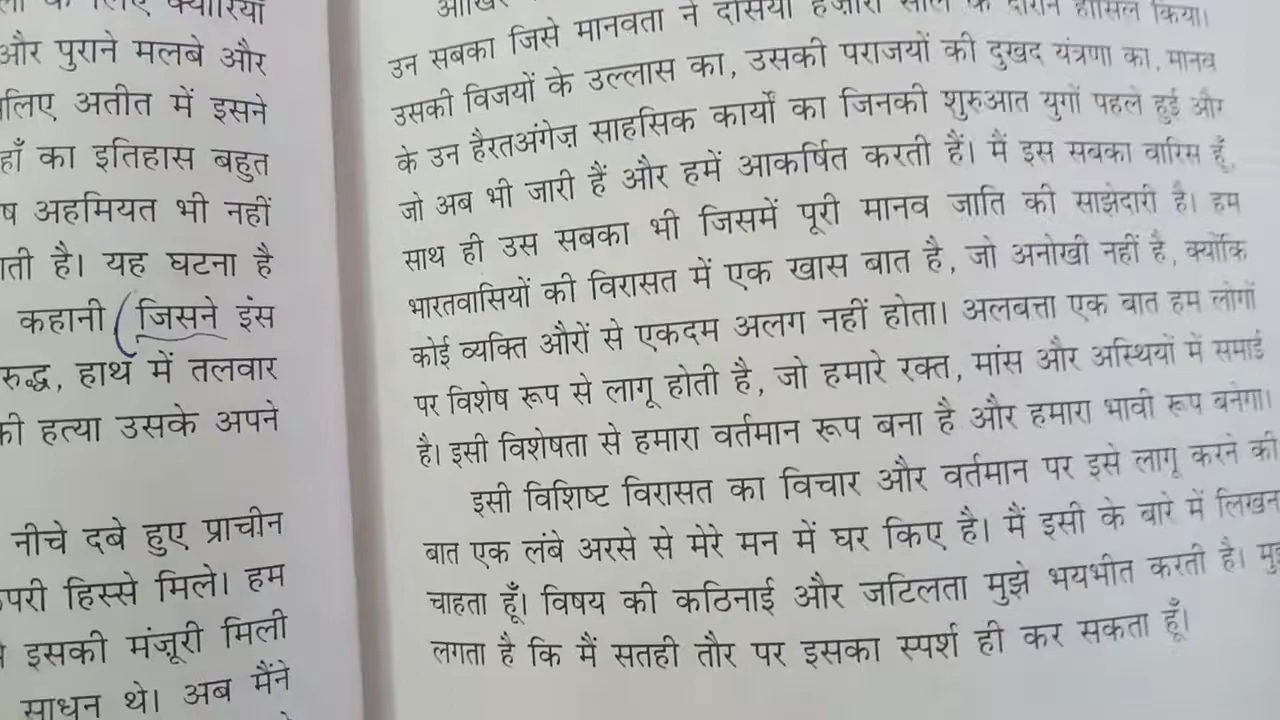 क्यारियाँ
और पुराने मलबे और
लिए अतीत में इसने
का इतिहास बहुत
अहमियत भी नहीं
है। यह घटना है
कहानी (जिसने इंस
हाथ में तलवार
की हत्या उसके अपने
नीचे दबे हुए प्राचीन
हिस्से मिले। हम
इसकी मंज़ूरी मिली
साधन थे। अब मैंने
आखिर मानवता ने दसियों हज़ारों साल के दौरान हासिल किया।
उन सबका जिसे मानवता ने दसियों हज़ारों साल के दौरान हासिल किया।
उसकी विजयों के उल्लास का, उसकी पराजयों की दुखद यंत्रणा का, मानव
के उन हैरतअंगेज़ साहसिक कार्यों का जिनकी शुरुआत युगों पहले हुई और
जो अब भी जारी हैं और हमें आकर्षित करती हैं। मैं इस सबका वारिस हूँ,
साथ ही उस सबका भी जिसमें पूरी मानव जाति की साझेदारी है। हम
भारतवासियों की विरासत में एक खास बात है, जो अनोखी नहीं है, क्योंकि
कोई व्यक्ति औरों से एकदम अलग नहीं होता। अलबत्ता एक बात हम लोगों
पर विशेष रूप से लागू होती है, जो हमारे रक्त, मांस और अस्थियों में समाई
है। इसी विशेषता से हमारा वर्तमान रूप बना है और हमारा भावी रूप बनेगा।
इसी विशिष्ट विरासत का विचार और वर्तमान पर इसे लागू करने की
बात एक लंबे अरसे से मेरे मन में घर किए है। मैं इसी के बारे में लिखन
चाहता हूँ। विषय की कठिनाई और जटिलता मुझे भयभीत करती है।
लगता है कि मैं सतही तौर पर इसका स्पर्श ही कर सकता हूँ।